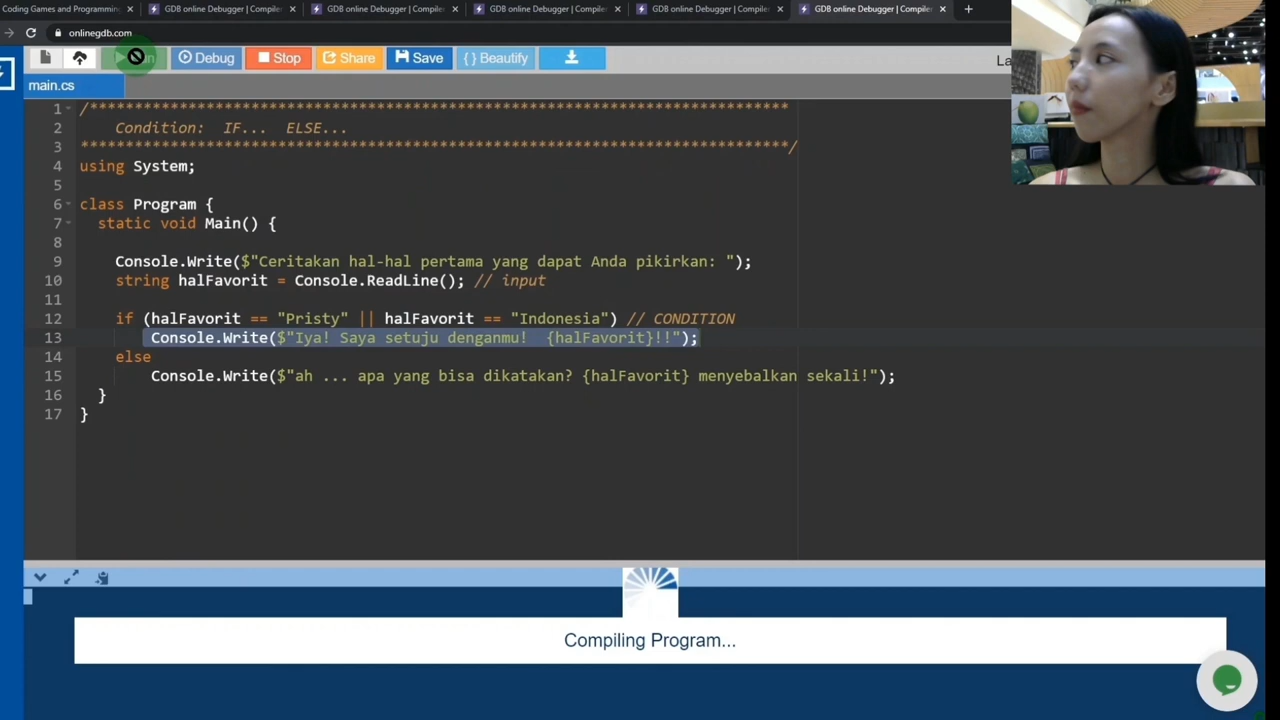 Coding Games and Programming
GDB online Debugger | Compiler
GDB online Debugger | Compiler
GDB online Debugger | Compile
GDB online Debugger | Compiler
GDB online Debugger | Compiler
onlinegdb.com
Debug
Stop
Share
Save
{ } Beautify
La
main.cs
1 /******************************************************************************
2 Condition: IF... ELSE...
3 *******************************************************************************/
4 using System;
5
6 class Program {
7 static void Main() {
8
9 Console.Write($"Ceritakan hal-hal pertama yang dapat Anda pikirkan: ");
10 string halFavorit = Console.ReadLine(); // input
11
12 if (halFavorit == "Pristy" || halFavorit == "Indonesia") // CONDITION
13 Console.Write($"Iya! Saya setuju denganmu!  {halFavorit}!!");
14 else
15 Console.Write($"ah ... apa yang bisa dikatakan? {halFavorit} menyebalkan sekali!");
16 }
17 }
Compiling Program...